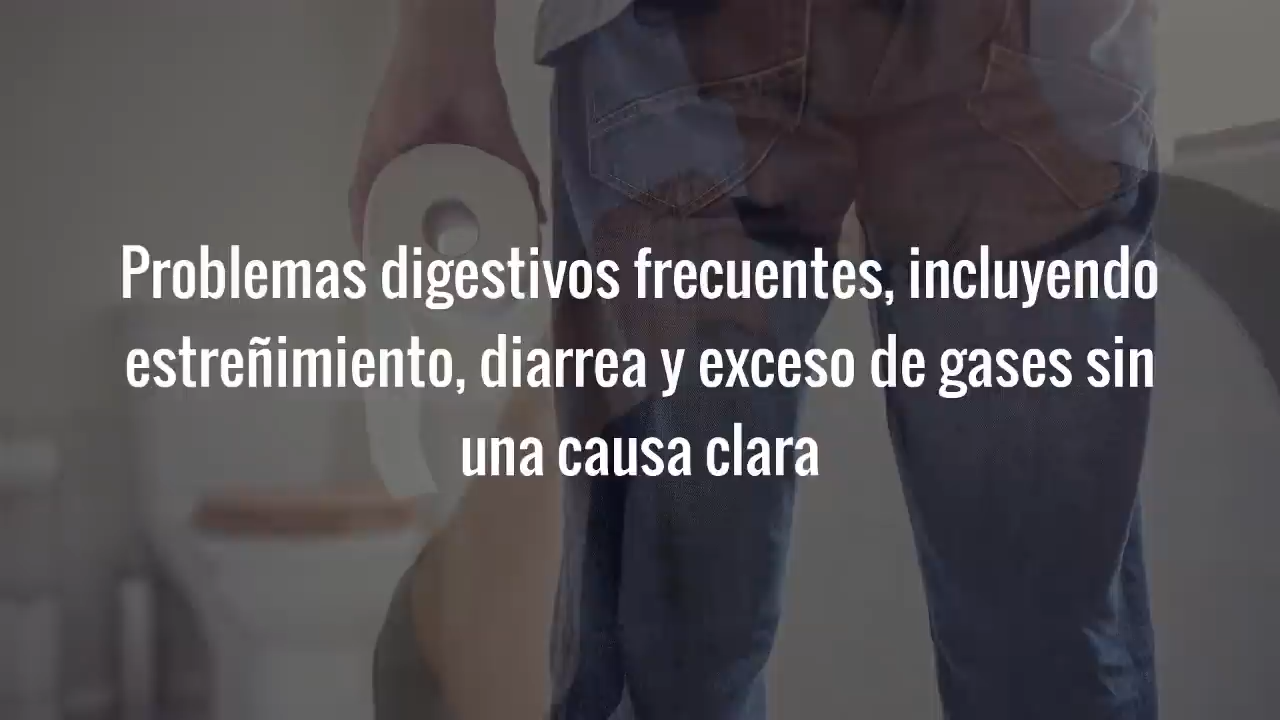 Problemas digestivos frecuentes, incluyendo
estreñimiento, diarrea y exceso de gases sin
una causa clara